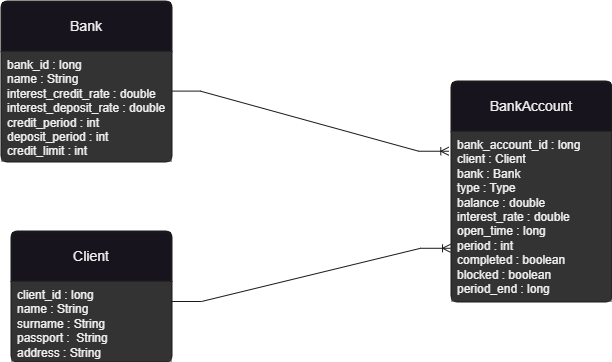 Bank
bank_id : long
name : String
interest_credit_rate : double
interest_deposit_rate : double
credit_period : int
deposit_period : int
credit_limit : int
BankAccount
bank_account_id : long
client : Client
bank : Bank
type : Type
balance : double
interest_rate : double
open_time : long
period : int
completed : boolean
blocked : boolean
period_end : long
Client
client_id : long
name : String
surname : String
passport :  String
address : String